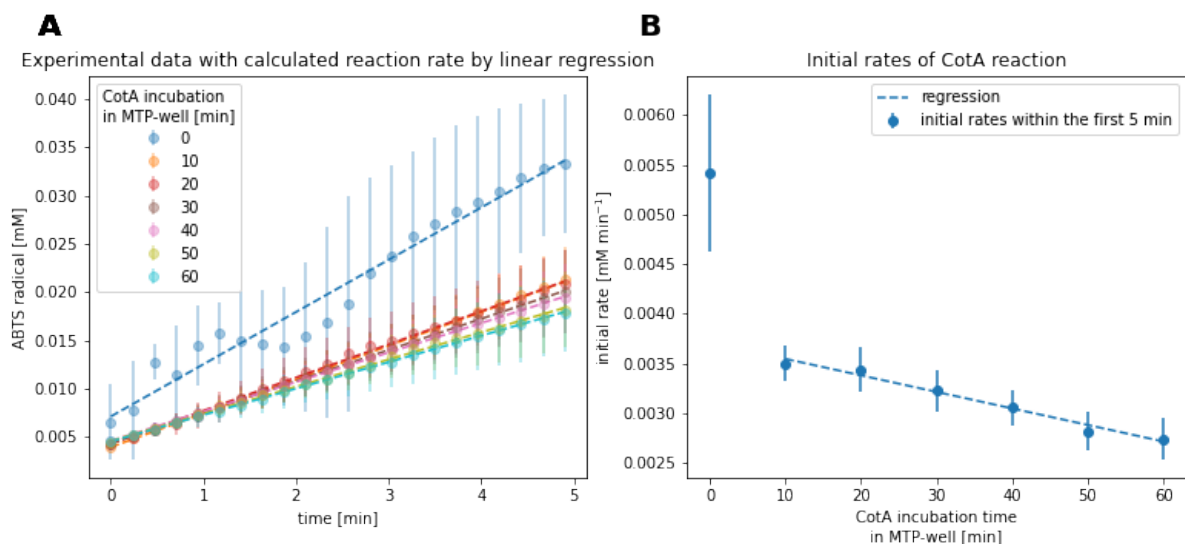 A
Experimental data with calculated reaction rate by linear regression
CotA incubation
in MTP-well [min]
0
10
20
30
40
50
60
0.040
0.035
0.030
0.025
0.020
0.015
0.010
0.005
ABTS radical [mM]
0 1 2 3 4 5
time [min]
B
Initial rates of CotA reaction
regression
initial rates within the first 5 min
0.0060
0.0055
0.0050
0.0045
0.0040
0.0035
0.0030
0.0025
initial rate [mM min⁻¹]
0 10 20 30 40 50 60
CotA incubation time
in MTP-well [min]